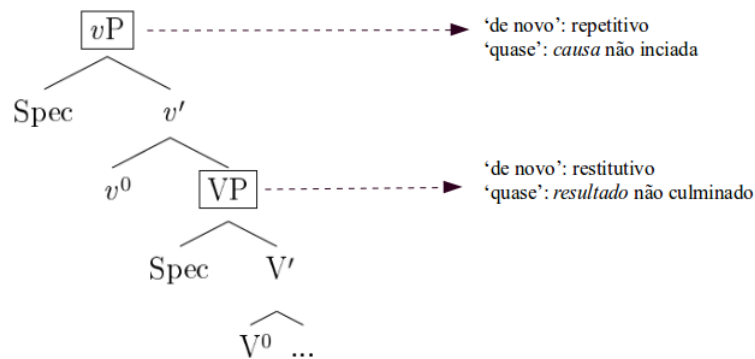 vP
‘de novo’: repetitivo
‘quase’: causa não inciada
Spec v′
v⁰ VP
‘de novo’: restitutivo
‘quase’: resultado não culminado
Spec V′
V⁰ ...